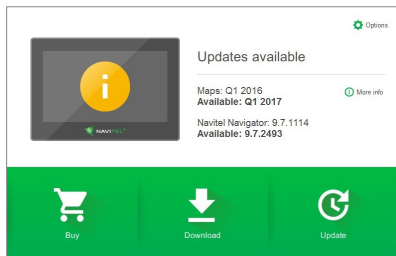 Options
Updates available
Maps: Q1 2016
Available: Q1 2017
More info
Navitel Navigator: 9.7.1114
Available: 9.7.2493
NAVITEL
Buy
Download
Update